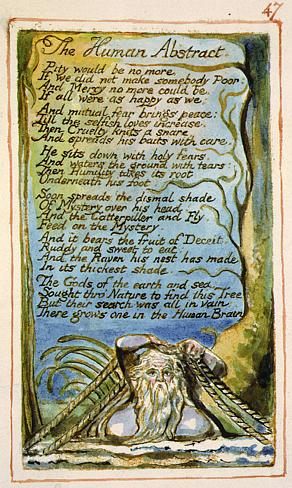 47
The Human Abstract
Pity would be no more,
If we did not make somebody Poor:
And Mercy no more could be,
If all were as happy as we;
And mutual fear brings peace:
Till the selfish loves increase.
Then Cruelty knits a snare,
And spreads his baits with care.
He sits down with holy fears,
And waters the ground with tears:
Then Humility takes its root
Underneath his foot.
Soon spreads the dismal shade
Of Mystery over his head;
And the Catterpiller and Fly,
Feed on the Mystery.
And it bears the fruit of Deceit,
Ruddy and sweet to eat;
And the Raven his nest has made
In its thickest shade.
The Gods of the earth and sea,
Sought thro' Nature to find this Tree
But their search was all in vain:
There grows one in the Human Brain